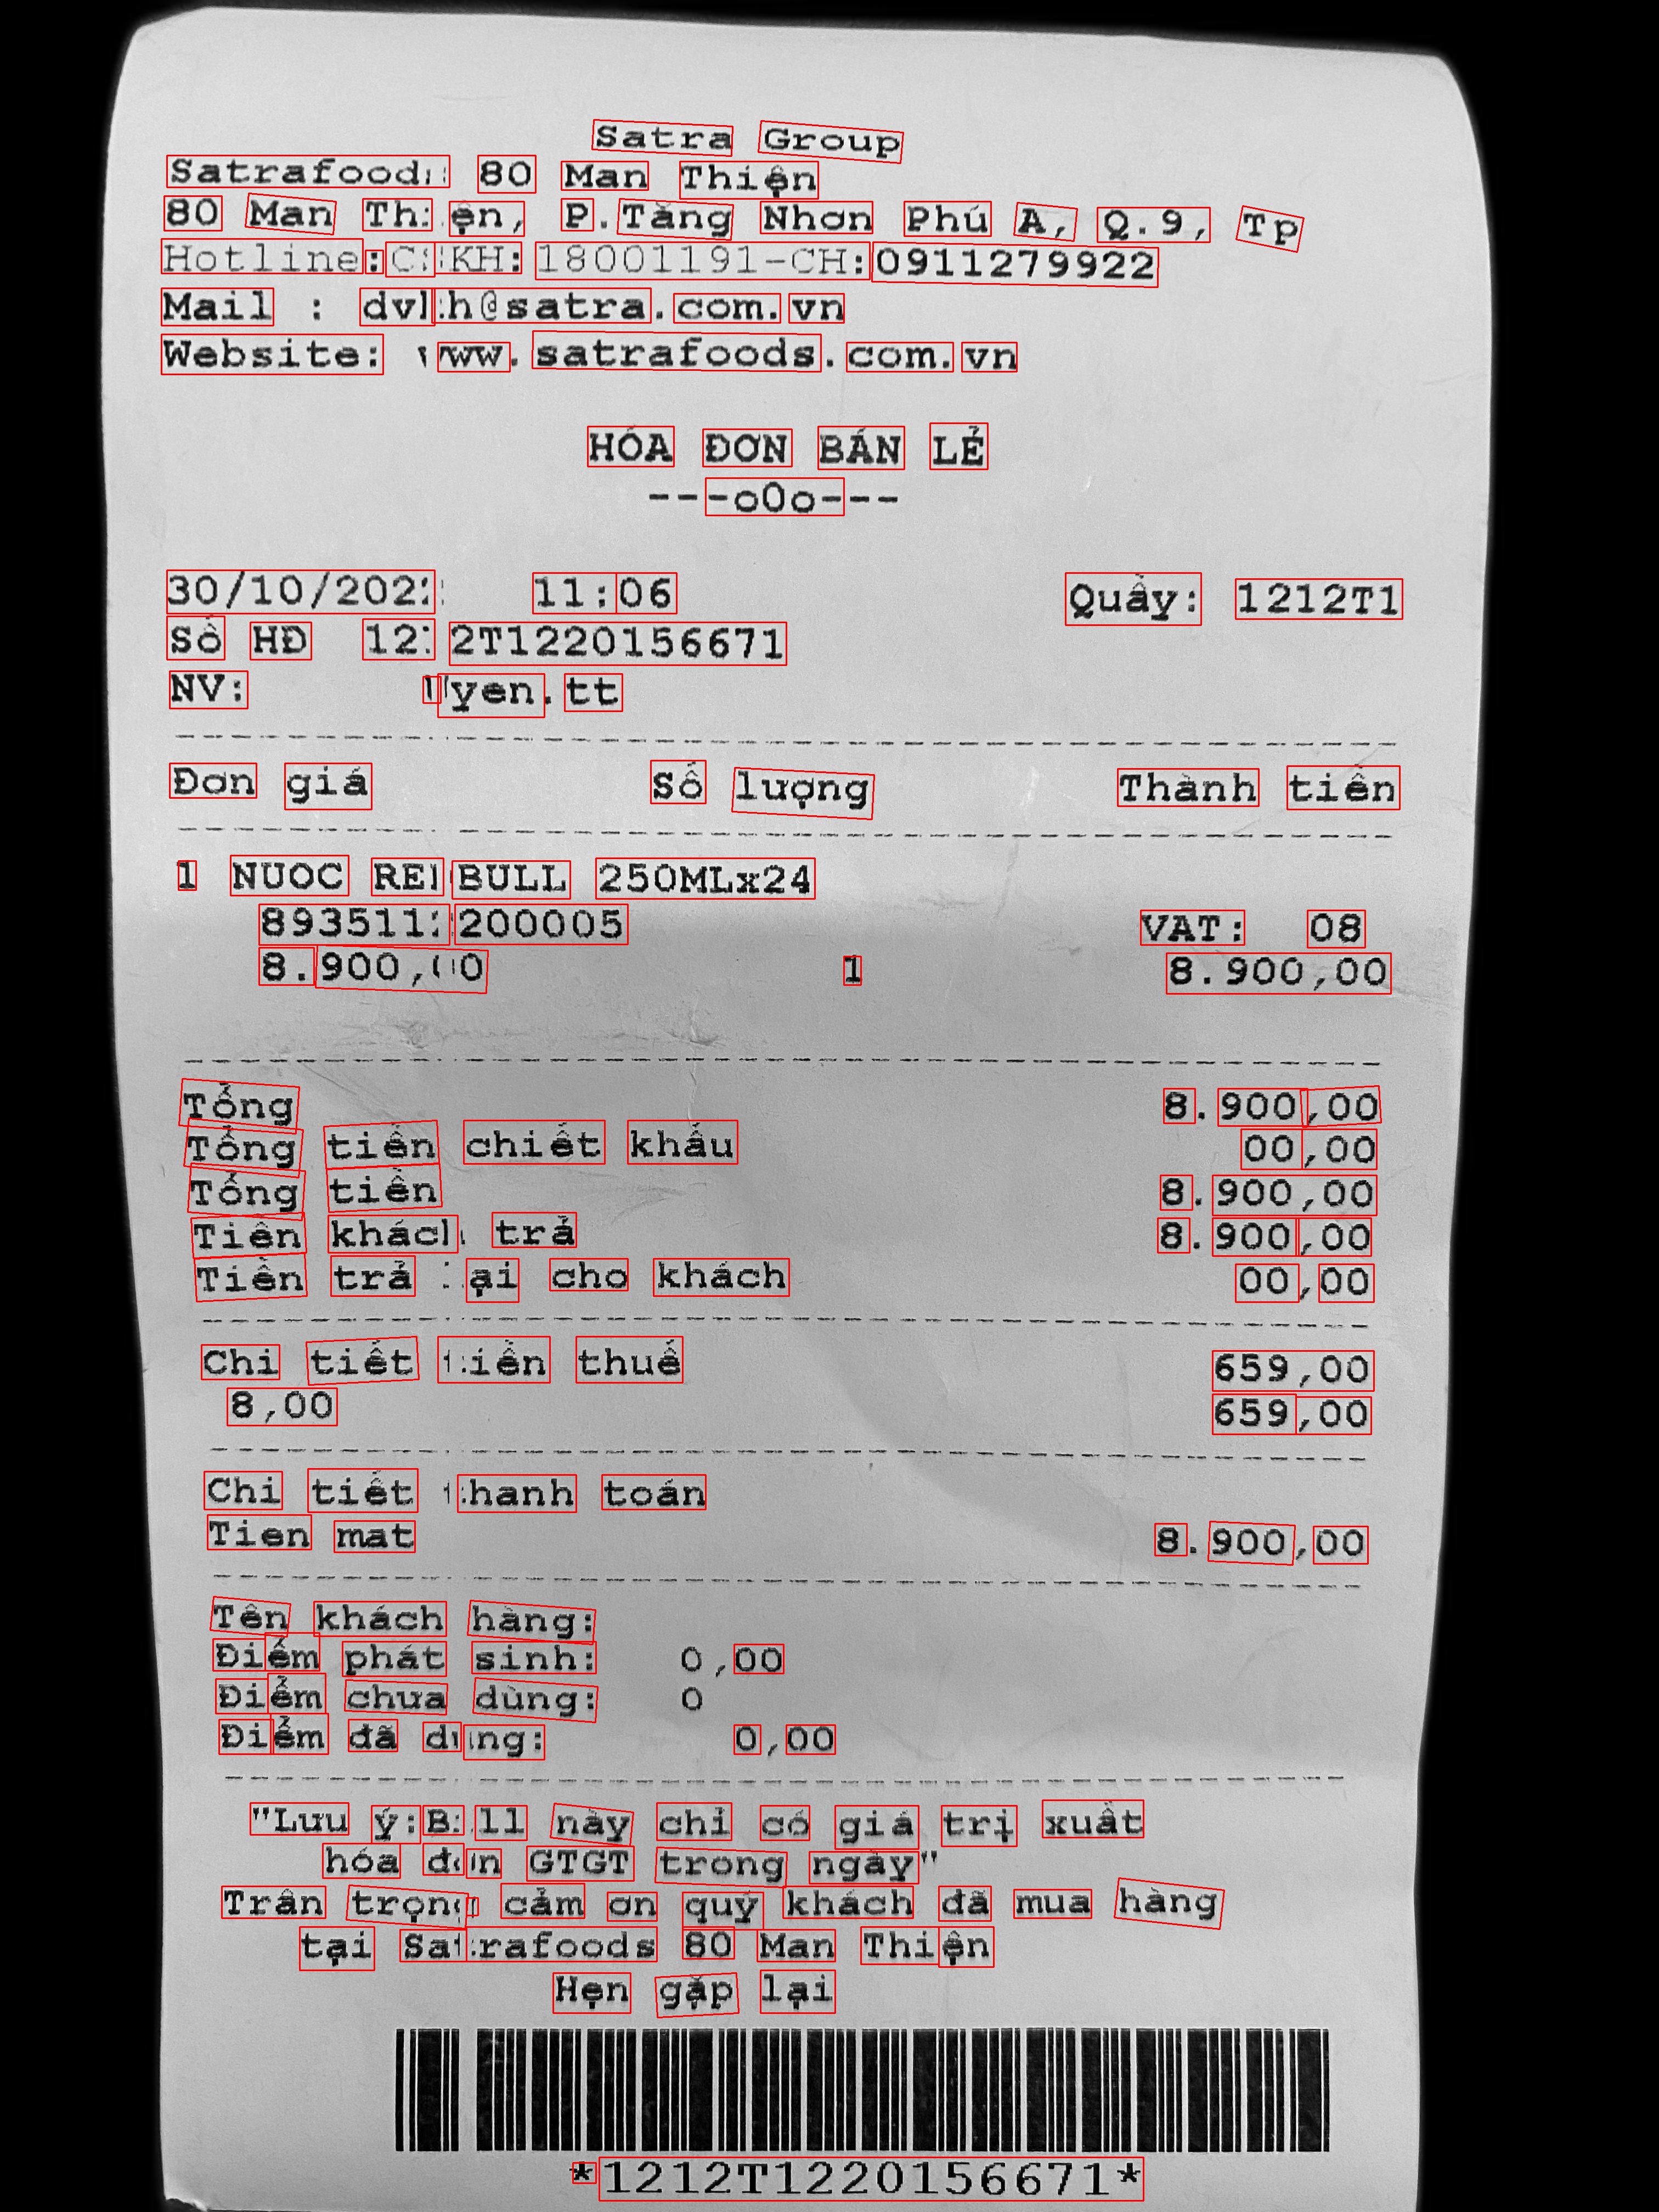 Satra Group
Satrafoods 80 Man Thiện
80 Man Thiện, P.Tăng Nhơn Phú A, Q.9, Tp
Hotline:CSKH:18001191-CH:0911279922
Mail : dvkh@satra.com.vn
Website: www.satrafoods.com.vn
HÓA ĐƠN BÁN LẺ
---oOo---
30/10/2022 11:06 Quầy: 1212T1
Số HĐ 1212T1220156671
NV: Uyen.tt
Đơn giá Số lượng Thành tiền
1 NUOC RED BULL 250MLx24
8935113200005 VAT: 08
8.900,00 1 8.900,00
Tổng 8.900,00
Tổng tiền chiết khấu 00,00
Tổng tiền 8.900,00
Tiền khách trả 8.900,00
Tiền trả lại cho khách 00,00
Chi tiết tiền thuế 659,00
8,00 659,00
Chi tiết thanh toán
Tien mat 8.900,00
Tên khách hàng:
Điểm phát sinh: 0,00
Điểm chưa dùng: 0
Điểm đã dùng: 0,00
"Lưu ý:Bill này chỉ có giá trị xuất
hóa đơn GTGT trong ngày"
Trân trọng cảm ơn quý khách đã mua hàng
tại Satrafoods 80 Man Thiện
Hẹn gặp lại
*1212T1220156671*